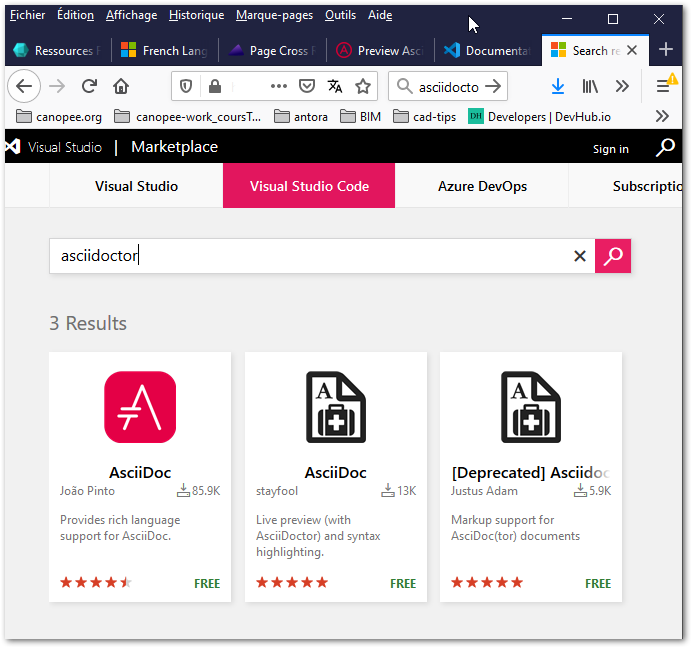 Fichier Édition Affichage Historique Marque-pages Outils Aide
Ressources French Lang Page Cross Preview Asci Documentat Search re
asciidocto
canopee.org canopee-work_coursT... antora BIM cad-tips DH Developers | DevHub.io
Visual Studio | Marketplace Sign in
Visual Studio Visual Studio Code Azure DevOps Subscriptio
asciidoctor
3 Results
A A
AsciiDoc AsciiDoc [Deprecated] Asciidoc
João Pinto 85.9K stayfool 13K Justus Adam 5.9K
Provides rich language Live preview (with Markup support for
support for AsciiDoc. AsciiDoctor) and syntax AsciDoc(tor) documents
highlighting.
FREE FREE FREE